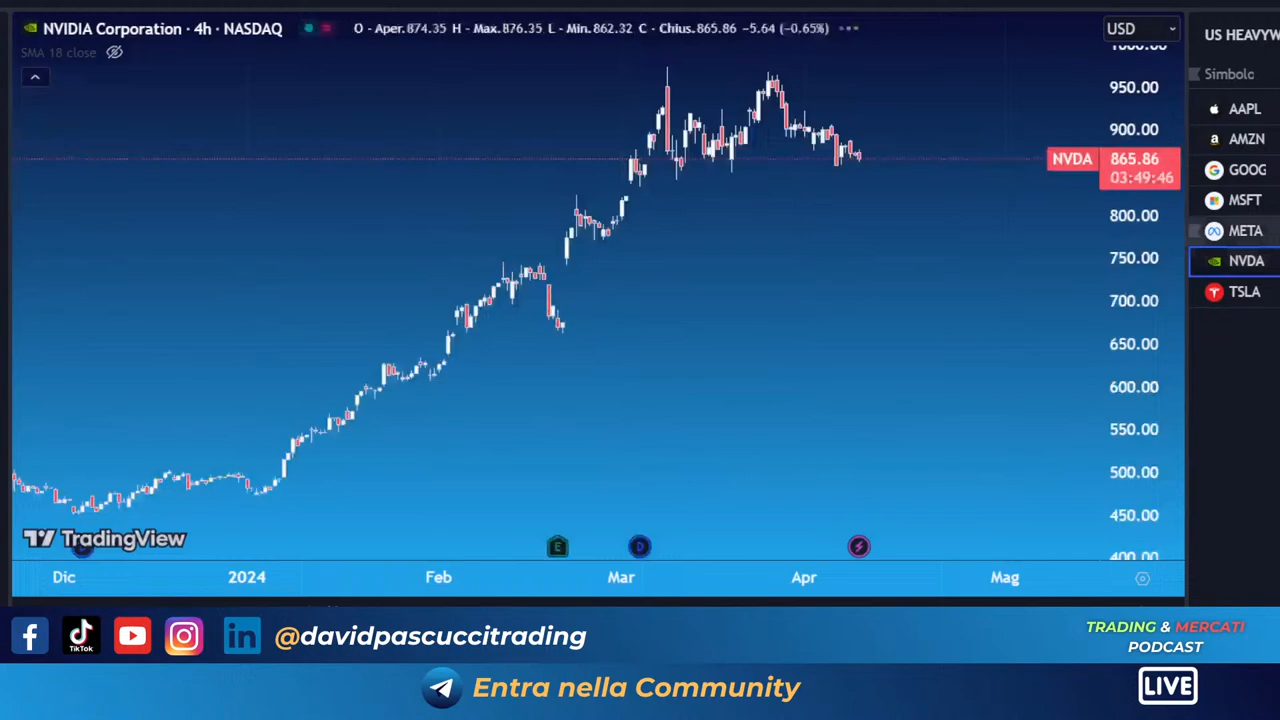 NVIDIA Corporation · 4h · NASDAQ
O - Aper.874.35 H - Max.876.35 L - Min.862.32 C - Chius.865.86 −5.64 (−0.65%)
USD
US HEAVYW
SMA 18 close
Simbolo
1000.00
950.00
AAPL
900.00
AMZN
NVDA 865.86
03:49:46
GOOG
800.00
MSFT
META
750.00
NVDA
700.00
TSLA
650.00
600.00
550.00
500.00
450.00
TradingView
E
D
400.00
Dic 2024 Feb Mar Apr Mag
TikTok
@davidpascuccitrading
TRADING & MERCATI
PODCAST
Entra nella Community
LIVE